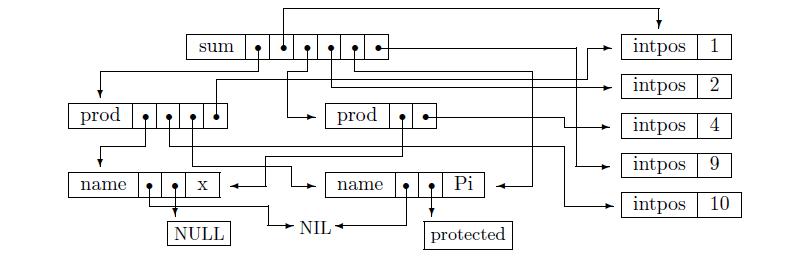 sum
intpos 1
intpos 2
prod
prod
intpos 4
intpos 9
name x
name Pi
intpos 10
NULL
NIL
protected